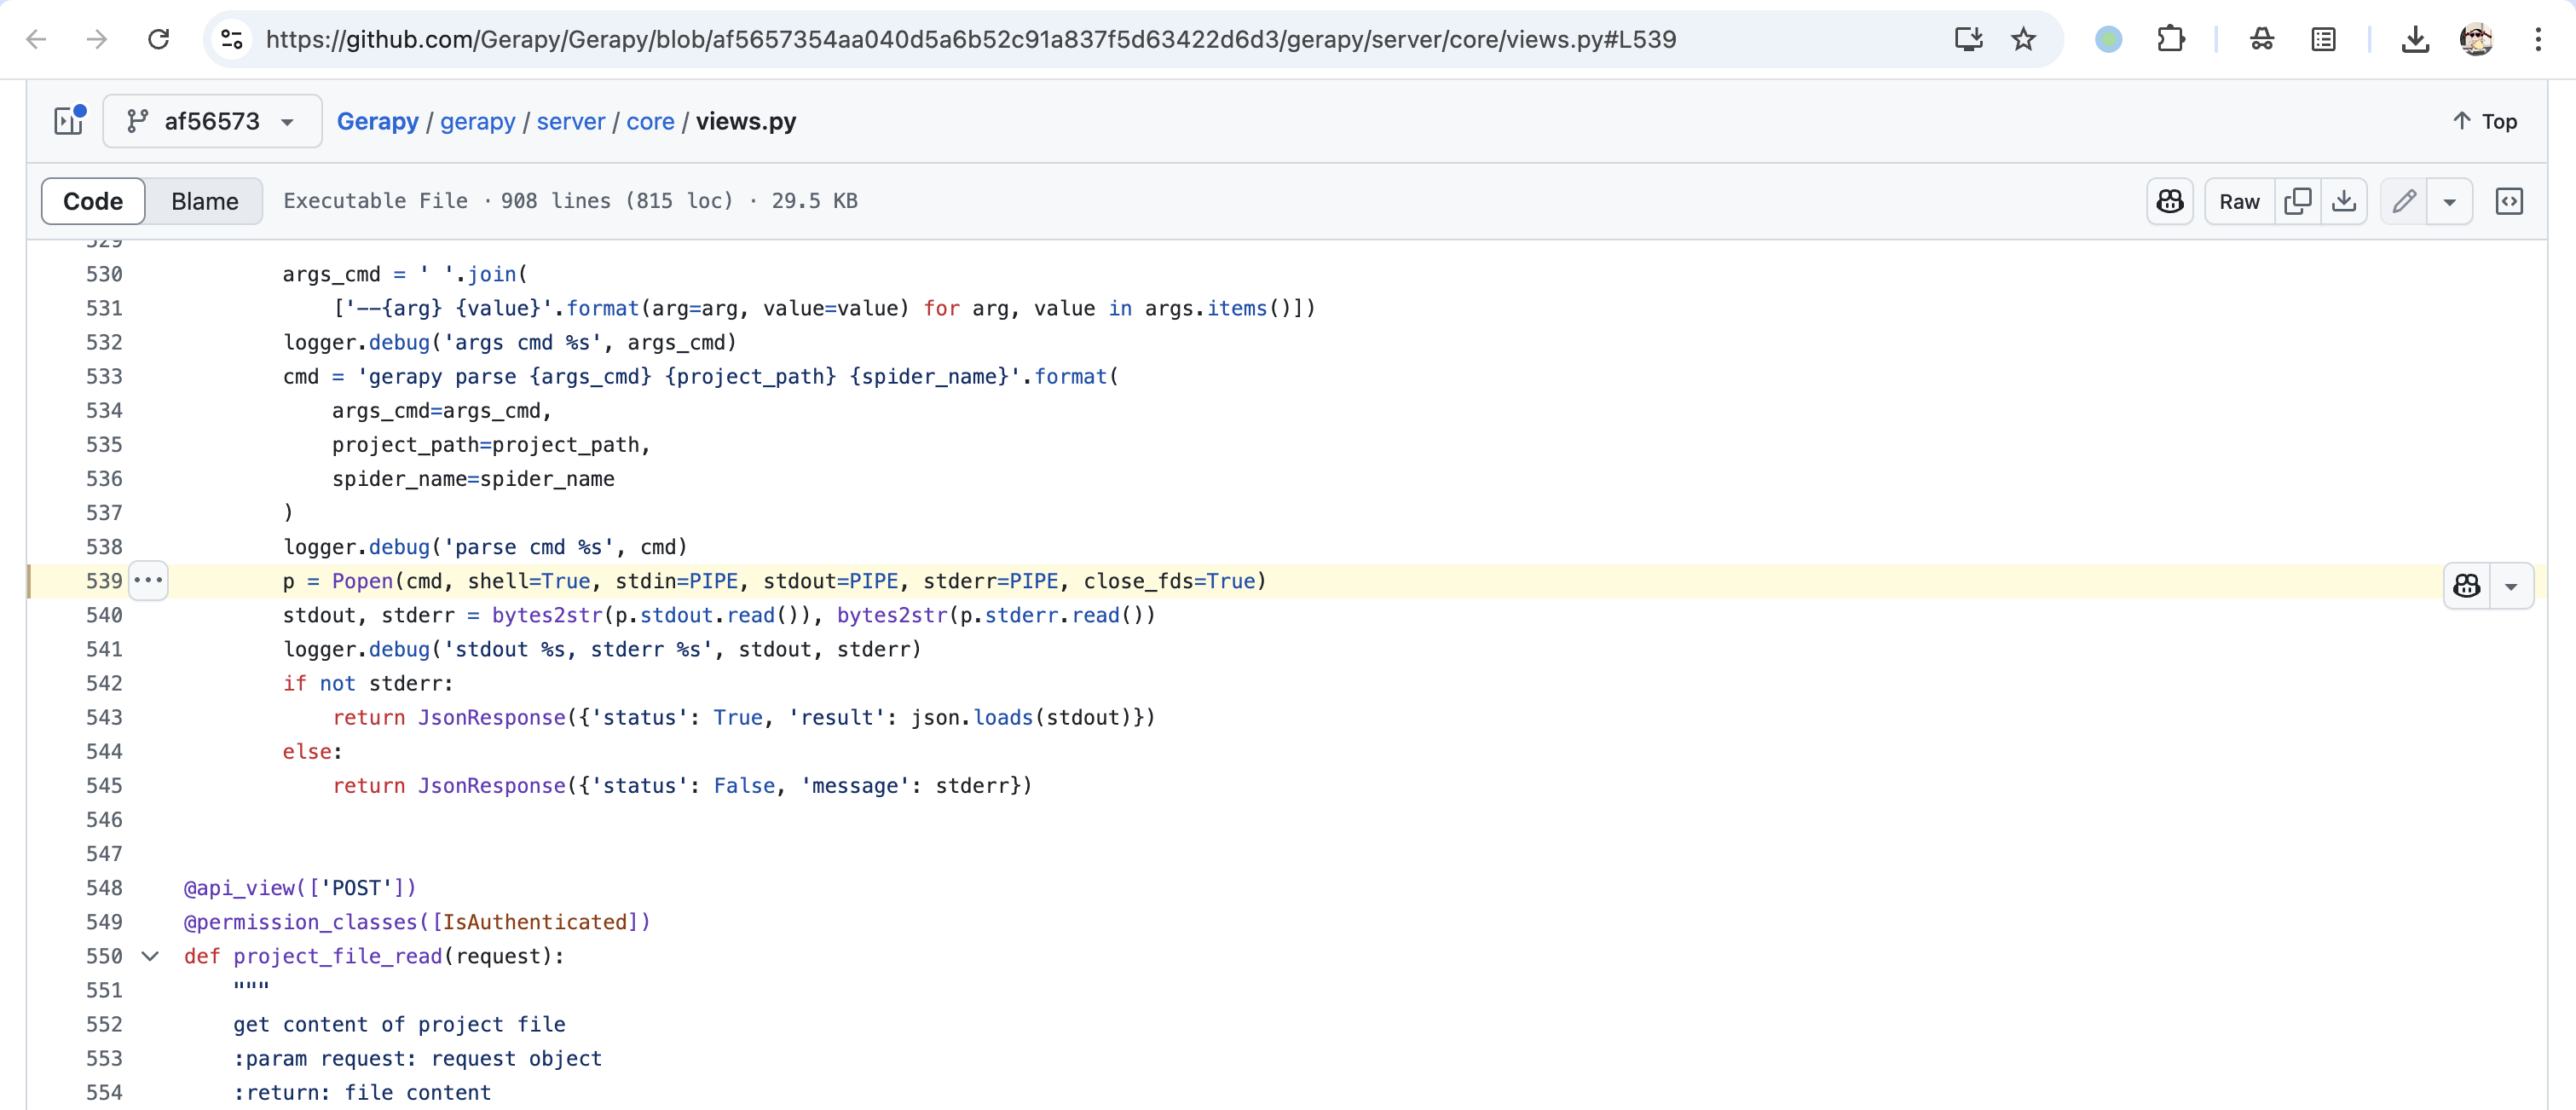 https://github.com/Gerapy/Gerapy/blob/af5657354aa040d5a6b52c91a837f5d63422d6d3/gerapy/server/core/views.py#L539
af56573 Gerapy / gerapy / server / core / views.py Top
Code Blame Executable File · 908 lines (815 loc) · 29.5 KB Raw
529
530 args_cmd = ' '.join(
531 ['--{arg} {value}'.format(arg=arg, value=value) for arg, value in args.items()])
532 logger.debug('args cmd %s', args_cmd)
533 cmd = 'gerapy parse {args_cmd} {project_path} {spider_name}'.format(
534 args_cmd=args_cmd,
535 project_path=project_path,
536 spider_name=spider_name
537 )
538 logger.debug('parse cmd %s', cmd)
539 p = Popen(cmd, shell=True, stdin=PIPE, stdout=PIPE, stderr=PIPE, close_fds=True)
540 stdout, stderr = bytes2str(p.stdout.read()), bytes2str(p.stderr.read())
541 logger.debug('stdout %s, stderr %s', stdout, stderr)
542 if not stderr:
543 return JsonResponse({'status': True, 'result': json.loads(stdout)})
544 else:
545 return JsonResponse({'status': False, 'message': stderr})
546
547
548 @api_view(['POST'])
549 @permission_classes([IsAuthenticated])
550 def project_file_read(request):
551 """
552 get content of project file
553 :param request: request object
554 :return: file content